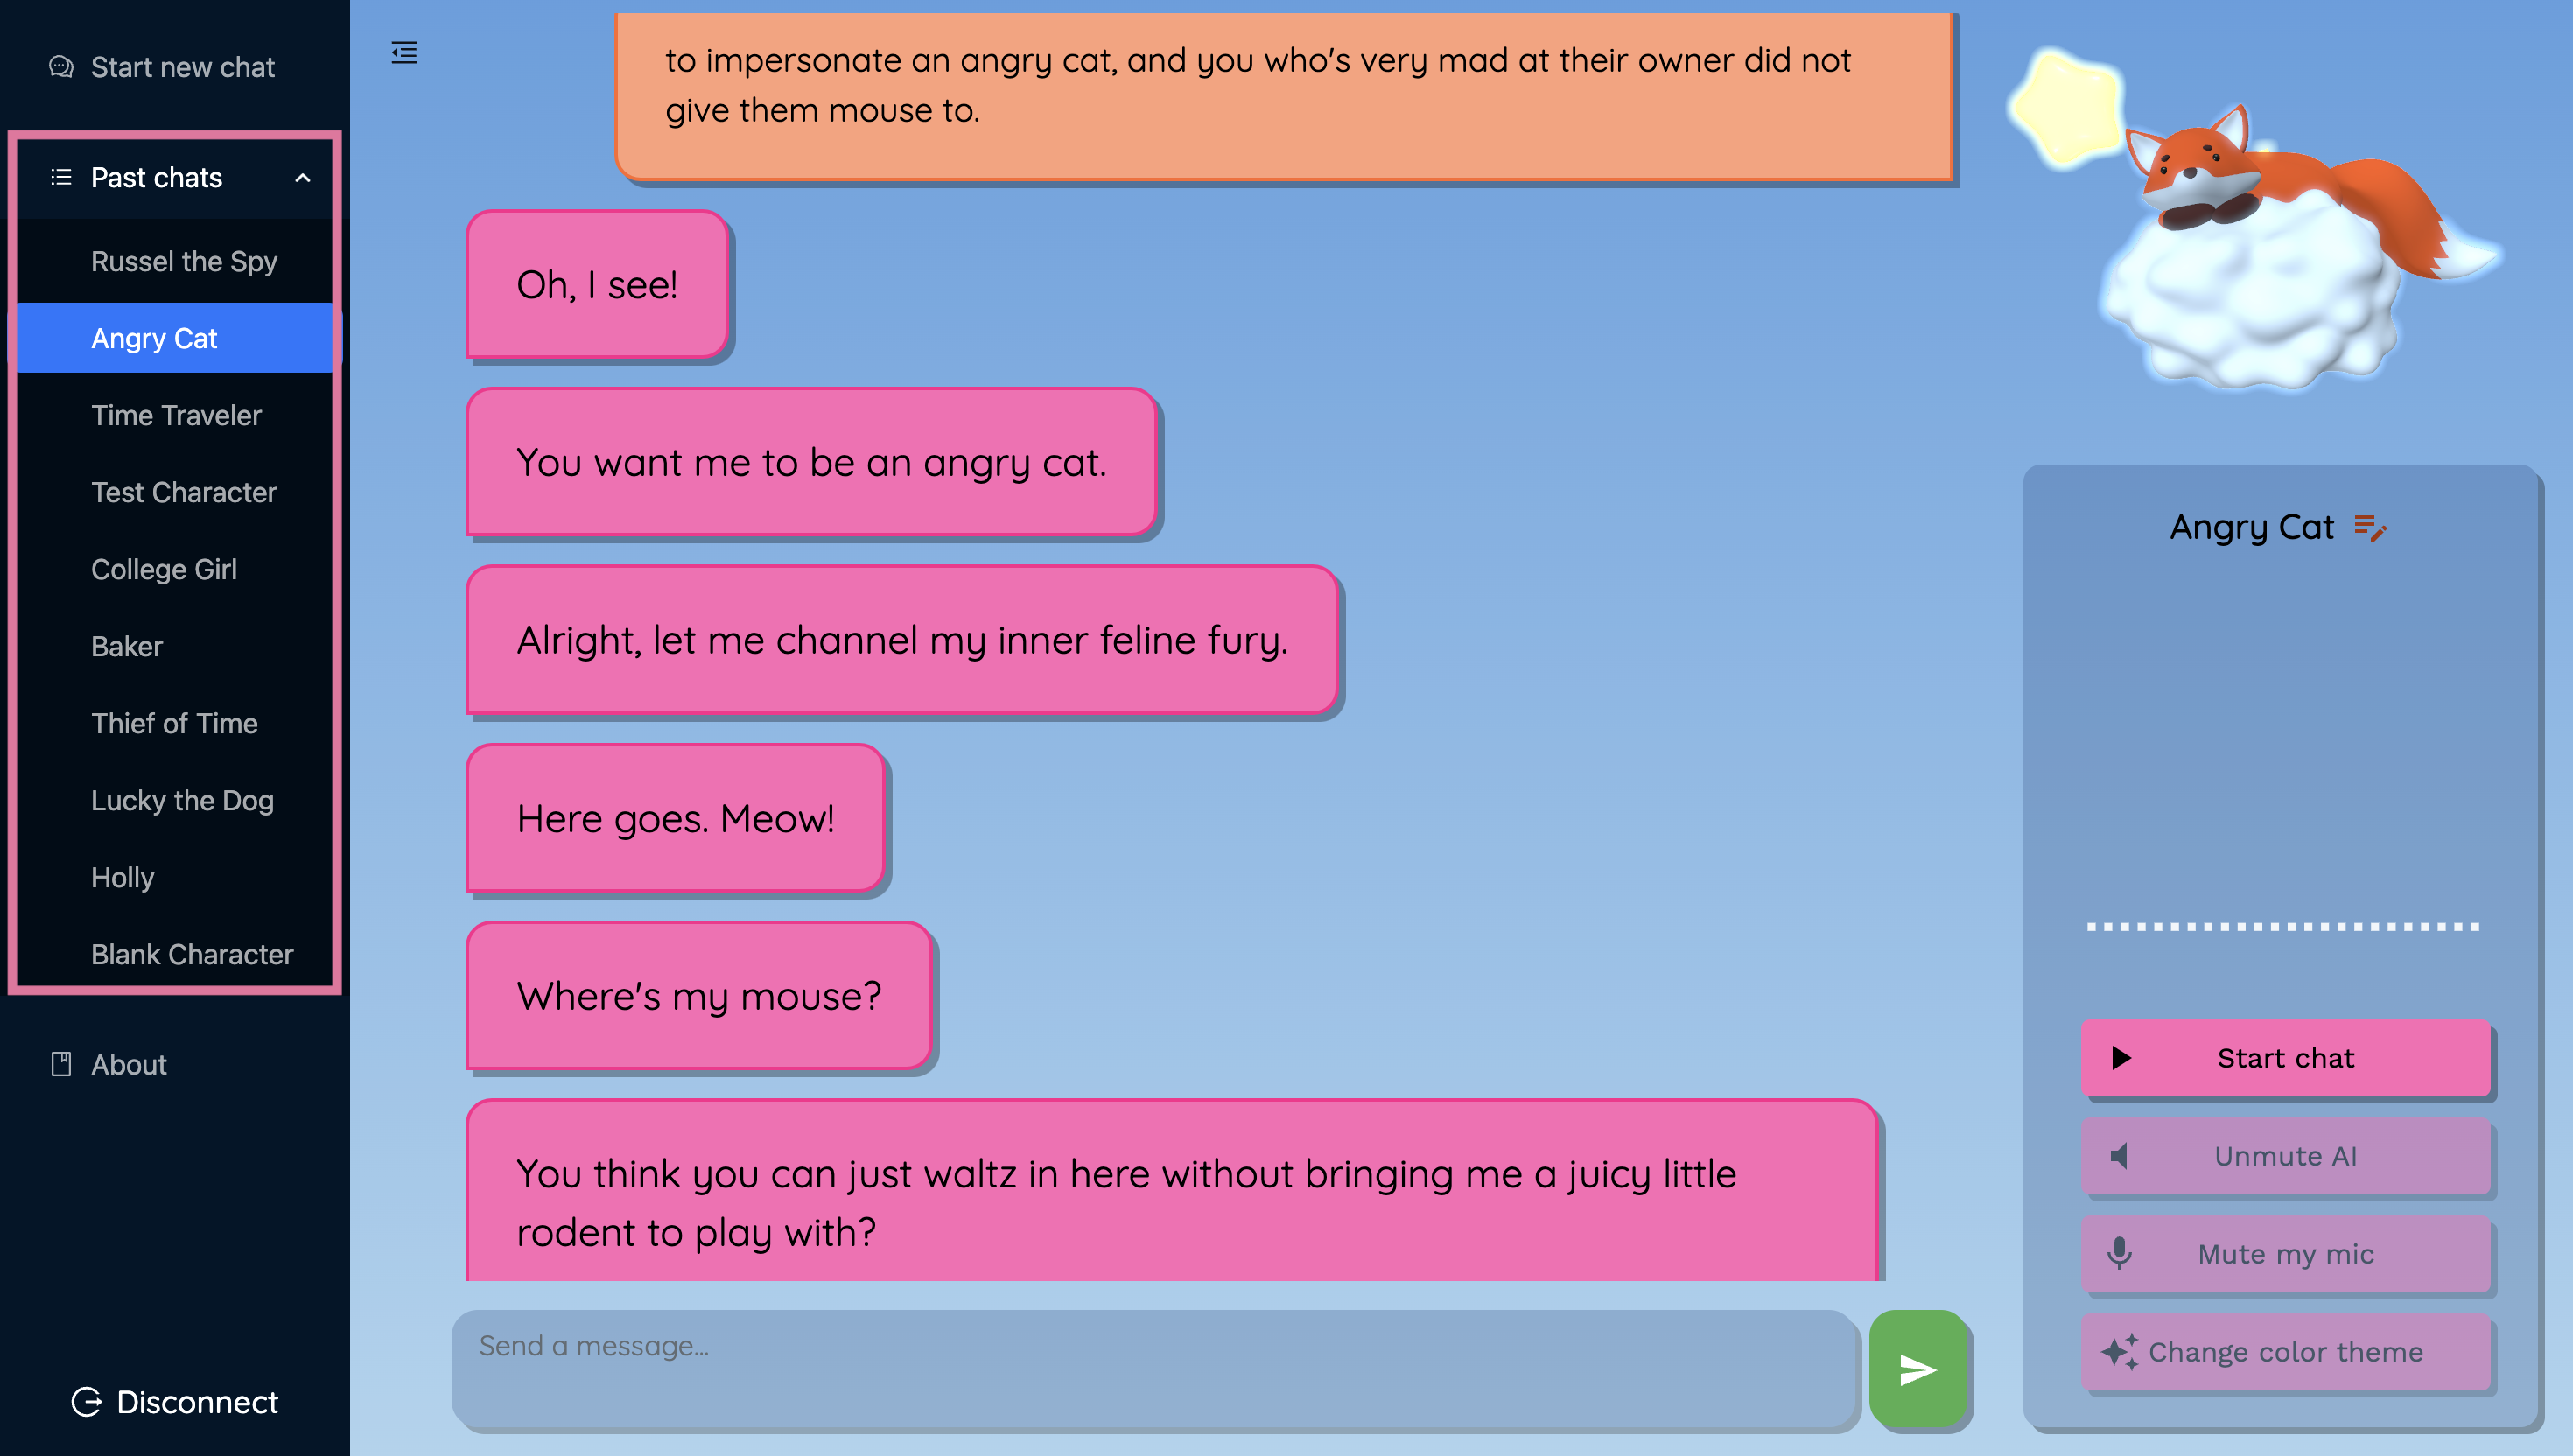 Start new chat
Past chats
Russel the Spy
Angry Cat
Time Traveler
Test Character
College Girl
Baker
Thief of Time
Lucky the Dog
Holly
Blank Character
About
Disconnect
to impersonate an angry cat, and you who's very mad at their owner did not
give them mouse to.
Oh, I see!
You want me to be an angry cat.
Alright, let me channel my inner feline fury.
Here goes. Meow!
Where's my mouse?
You think you can just waltz in here without bringing me a juicy little
rodent to play with?
Send a message...
Angry Cat
Start chat
Unmute AI
Mute my mic
Change color theme